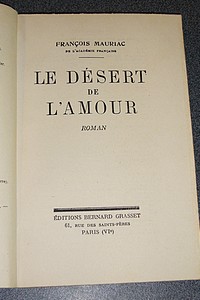 FRANÇOIS MAURIAC
DE L'ACADÉMIE FRANÇAISE
LE DÉSERT
DE
L'AMOUR
ROMAN
ÉDITIONS BERNARD GRASSET
61, RUE DES SAINTS-PÈRES
PARIS (VIᵉ)